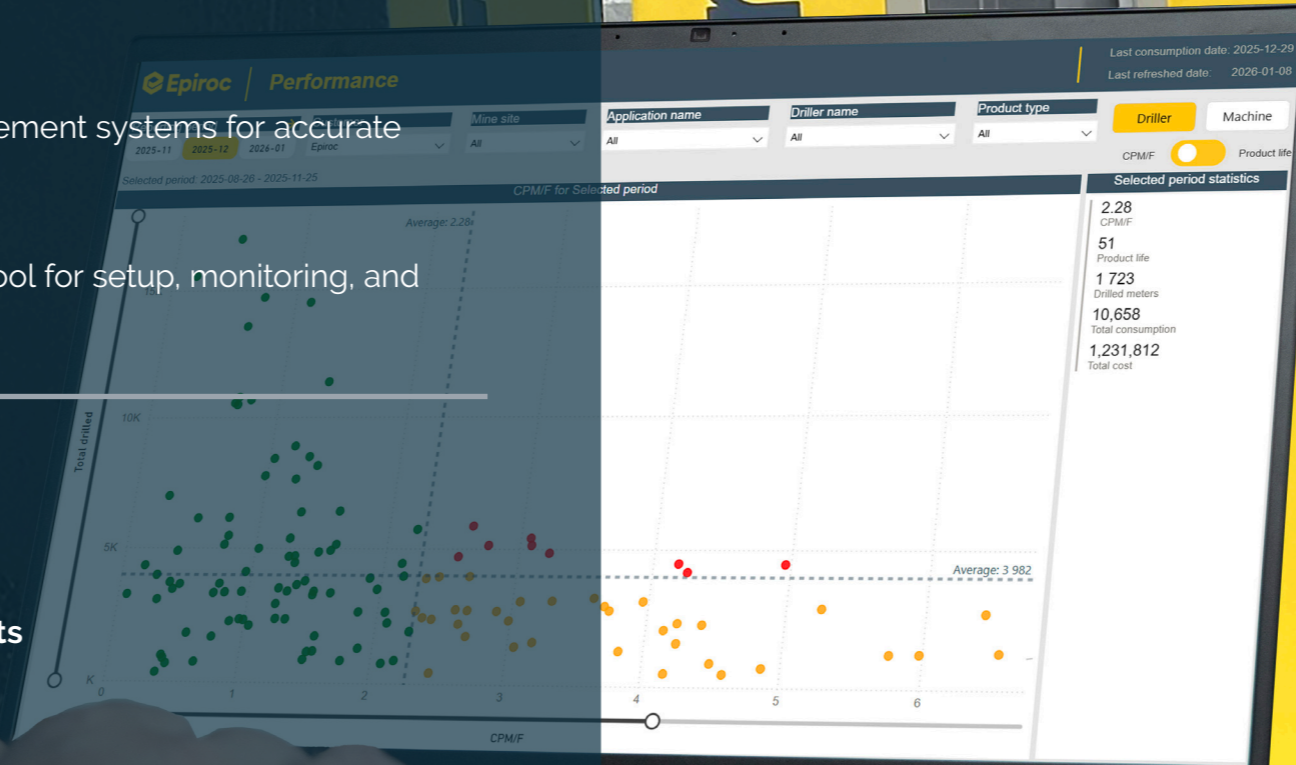 ement systems for accurate
ool for setup, monitoring, and
ts
Epiroc | Performance
Last consumption date: 2025-12-29
Last refreshed date: 2026-01-08
Mine site
Application name
Driller name
Product type
2025-11 2025-12 2026-01
Epiroc
All
All
All
All
Driller
Machine
CPM/F
Product life
Selected period: 2025-08-26 - 2025-11-25
CPM/F for Selected period
Selected period statistics
2.28
CPM/F
51
Product life
1 723
Drilled meters
10,658
Total consumption
1,231,812
Total cost
Average: 2.28
10K
5K
K
Total drilled
Average: 3 982
0 1 2 3 4 5 6
CPM/F